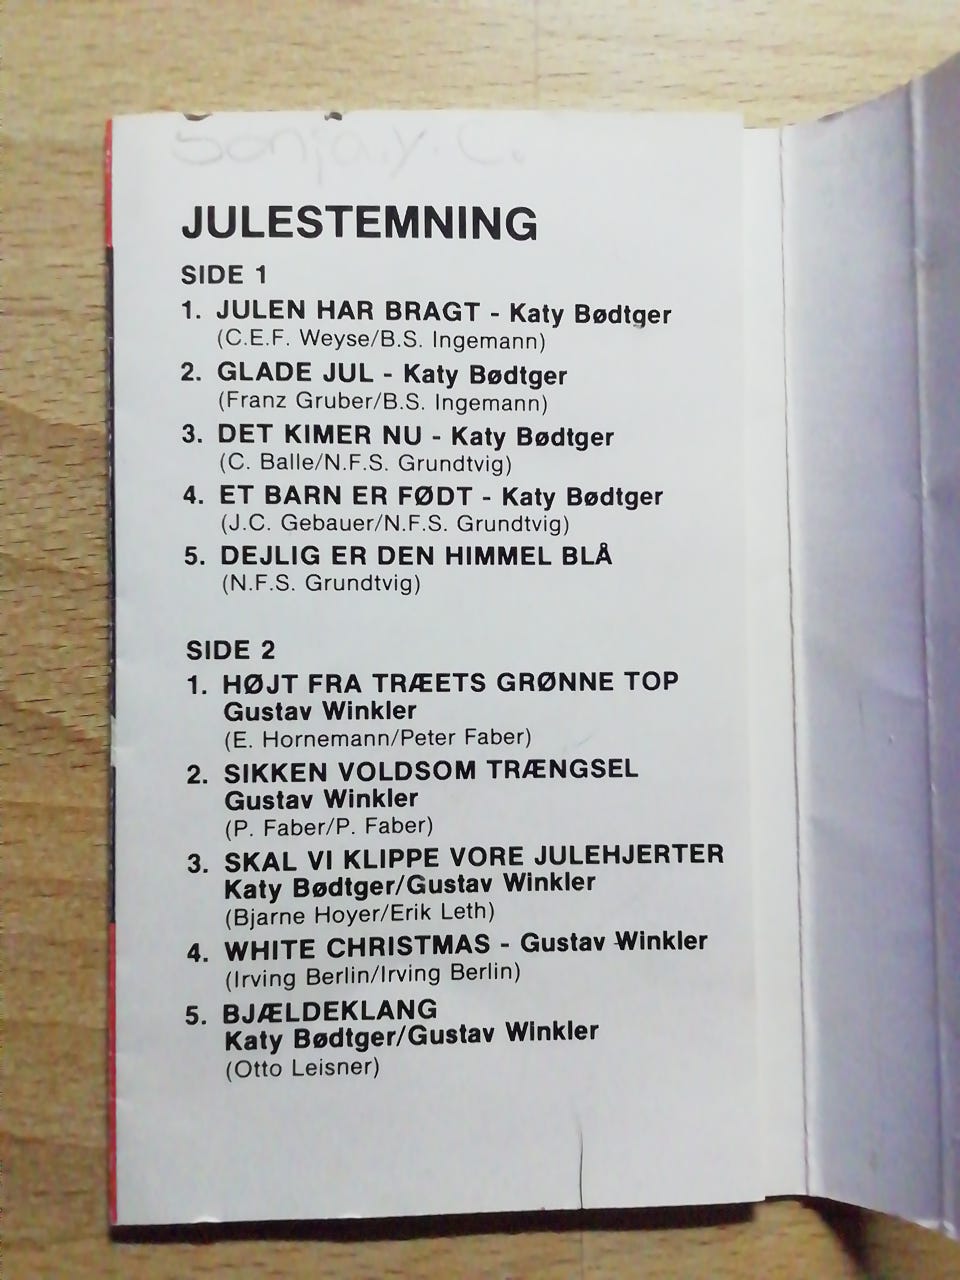 Sonja.Y.C.
JULESTEMNING
SIDE 1
1. JULEN HAR BRAGT - Katy Bødtger
(C.E.F. Weyse/B.S. Ingemann)
2. GLADE JUL - Katy Bødtger
(Franz Gruber/B.S. Ingemann)
3. DET KIMER NU - Katy Bødtger
(C. Balle/N.F.S. Grundtvig)
4. ET BARN ER FØDT - Katy Bødtger
(J.C. Gebauer/N.F.S. Grundtvig)
5. DEJLIG ER DEN HIMMEL BLÅ
(N.F.S. Grundtvig)
SIDE 2
1. HØJT FRA TRÆETS GRØNNE TOP
Gustav Winkler
(E. Hornemann/Peter Faber)
2. SIKKEN VOLDSOM TRÆNGSEL
Gustav Winkler
(P. Faber/P. Faber)
3. SKAL VI KLIPPE VORE JULEHJERTER
Katy Bødtger/Gustav Winkler
(Bjarne Hoyer/Erik Leth)
4. WHITE CHRISTMAS - Gustav Winkler
(Irving Berlin/Irving Berlin)
5. BJÆLDEKLANG
Katy Bødtger/Gustav Winkler
(Otto Leisner)